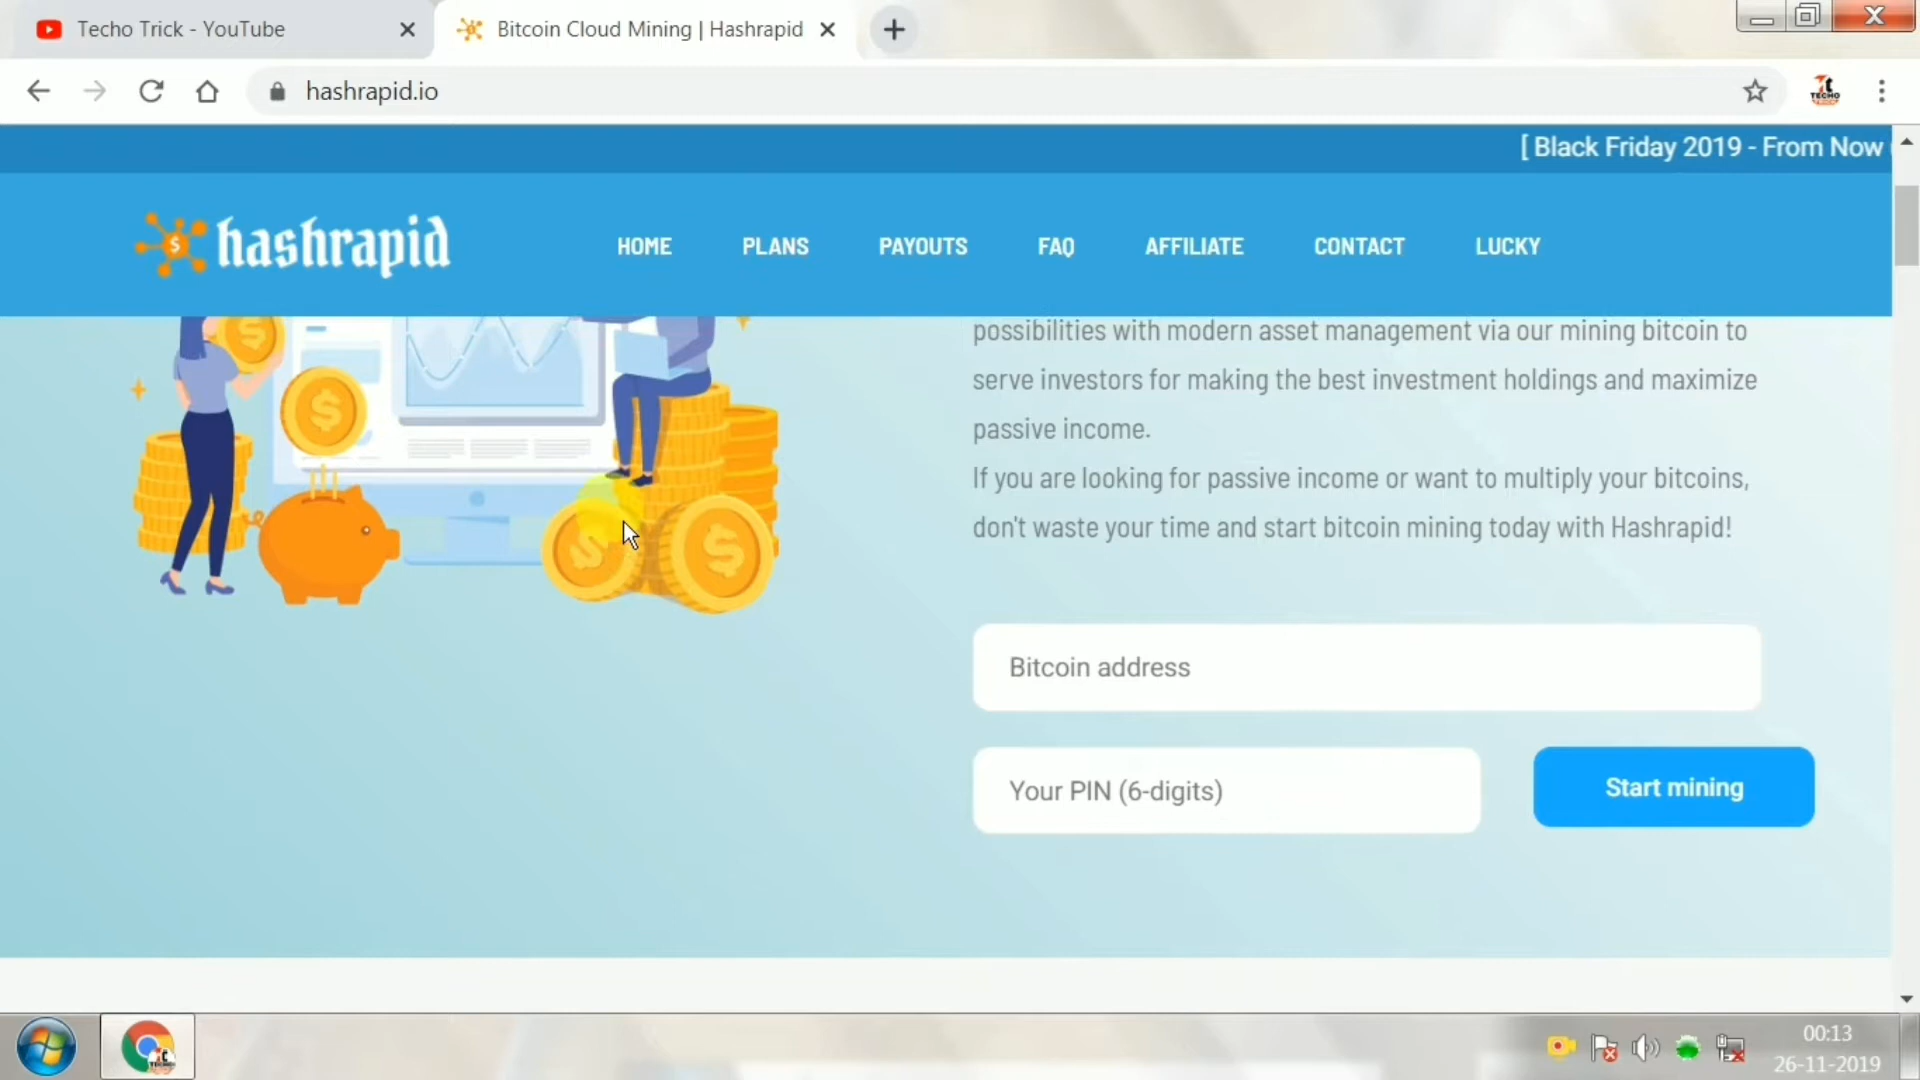 Techo Trick - YouTube
Bitcoin Cloud Mining | Hashrapid
hashrapid.io
TECHO
[ Black Friday 2019 - From Now
hashrapid
HOME
PLANS
PAYOUTS
FAQ
AFFILIATE
CONTACT
LUCKY
possibilities with modern asset management via our mining bitcoin to
serve investors for making the best investment holdings and maximize
passive income.
If you are looking for passive income or want to multiply your bitcoins,
don't waste your time and start bitcoin mining today with Hashrapid!
Bitcoin address
Your PIN (6-digits)
Start mining
00:13
26-11-2019